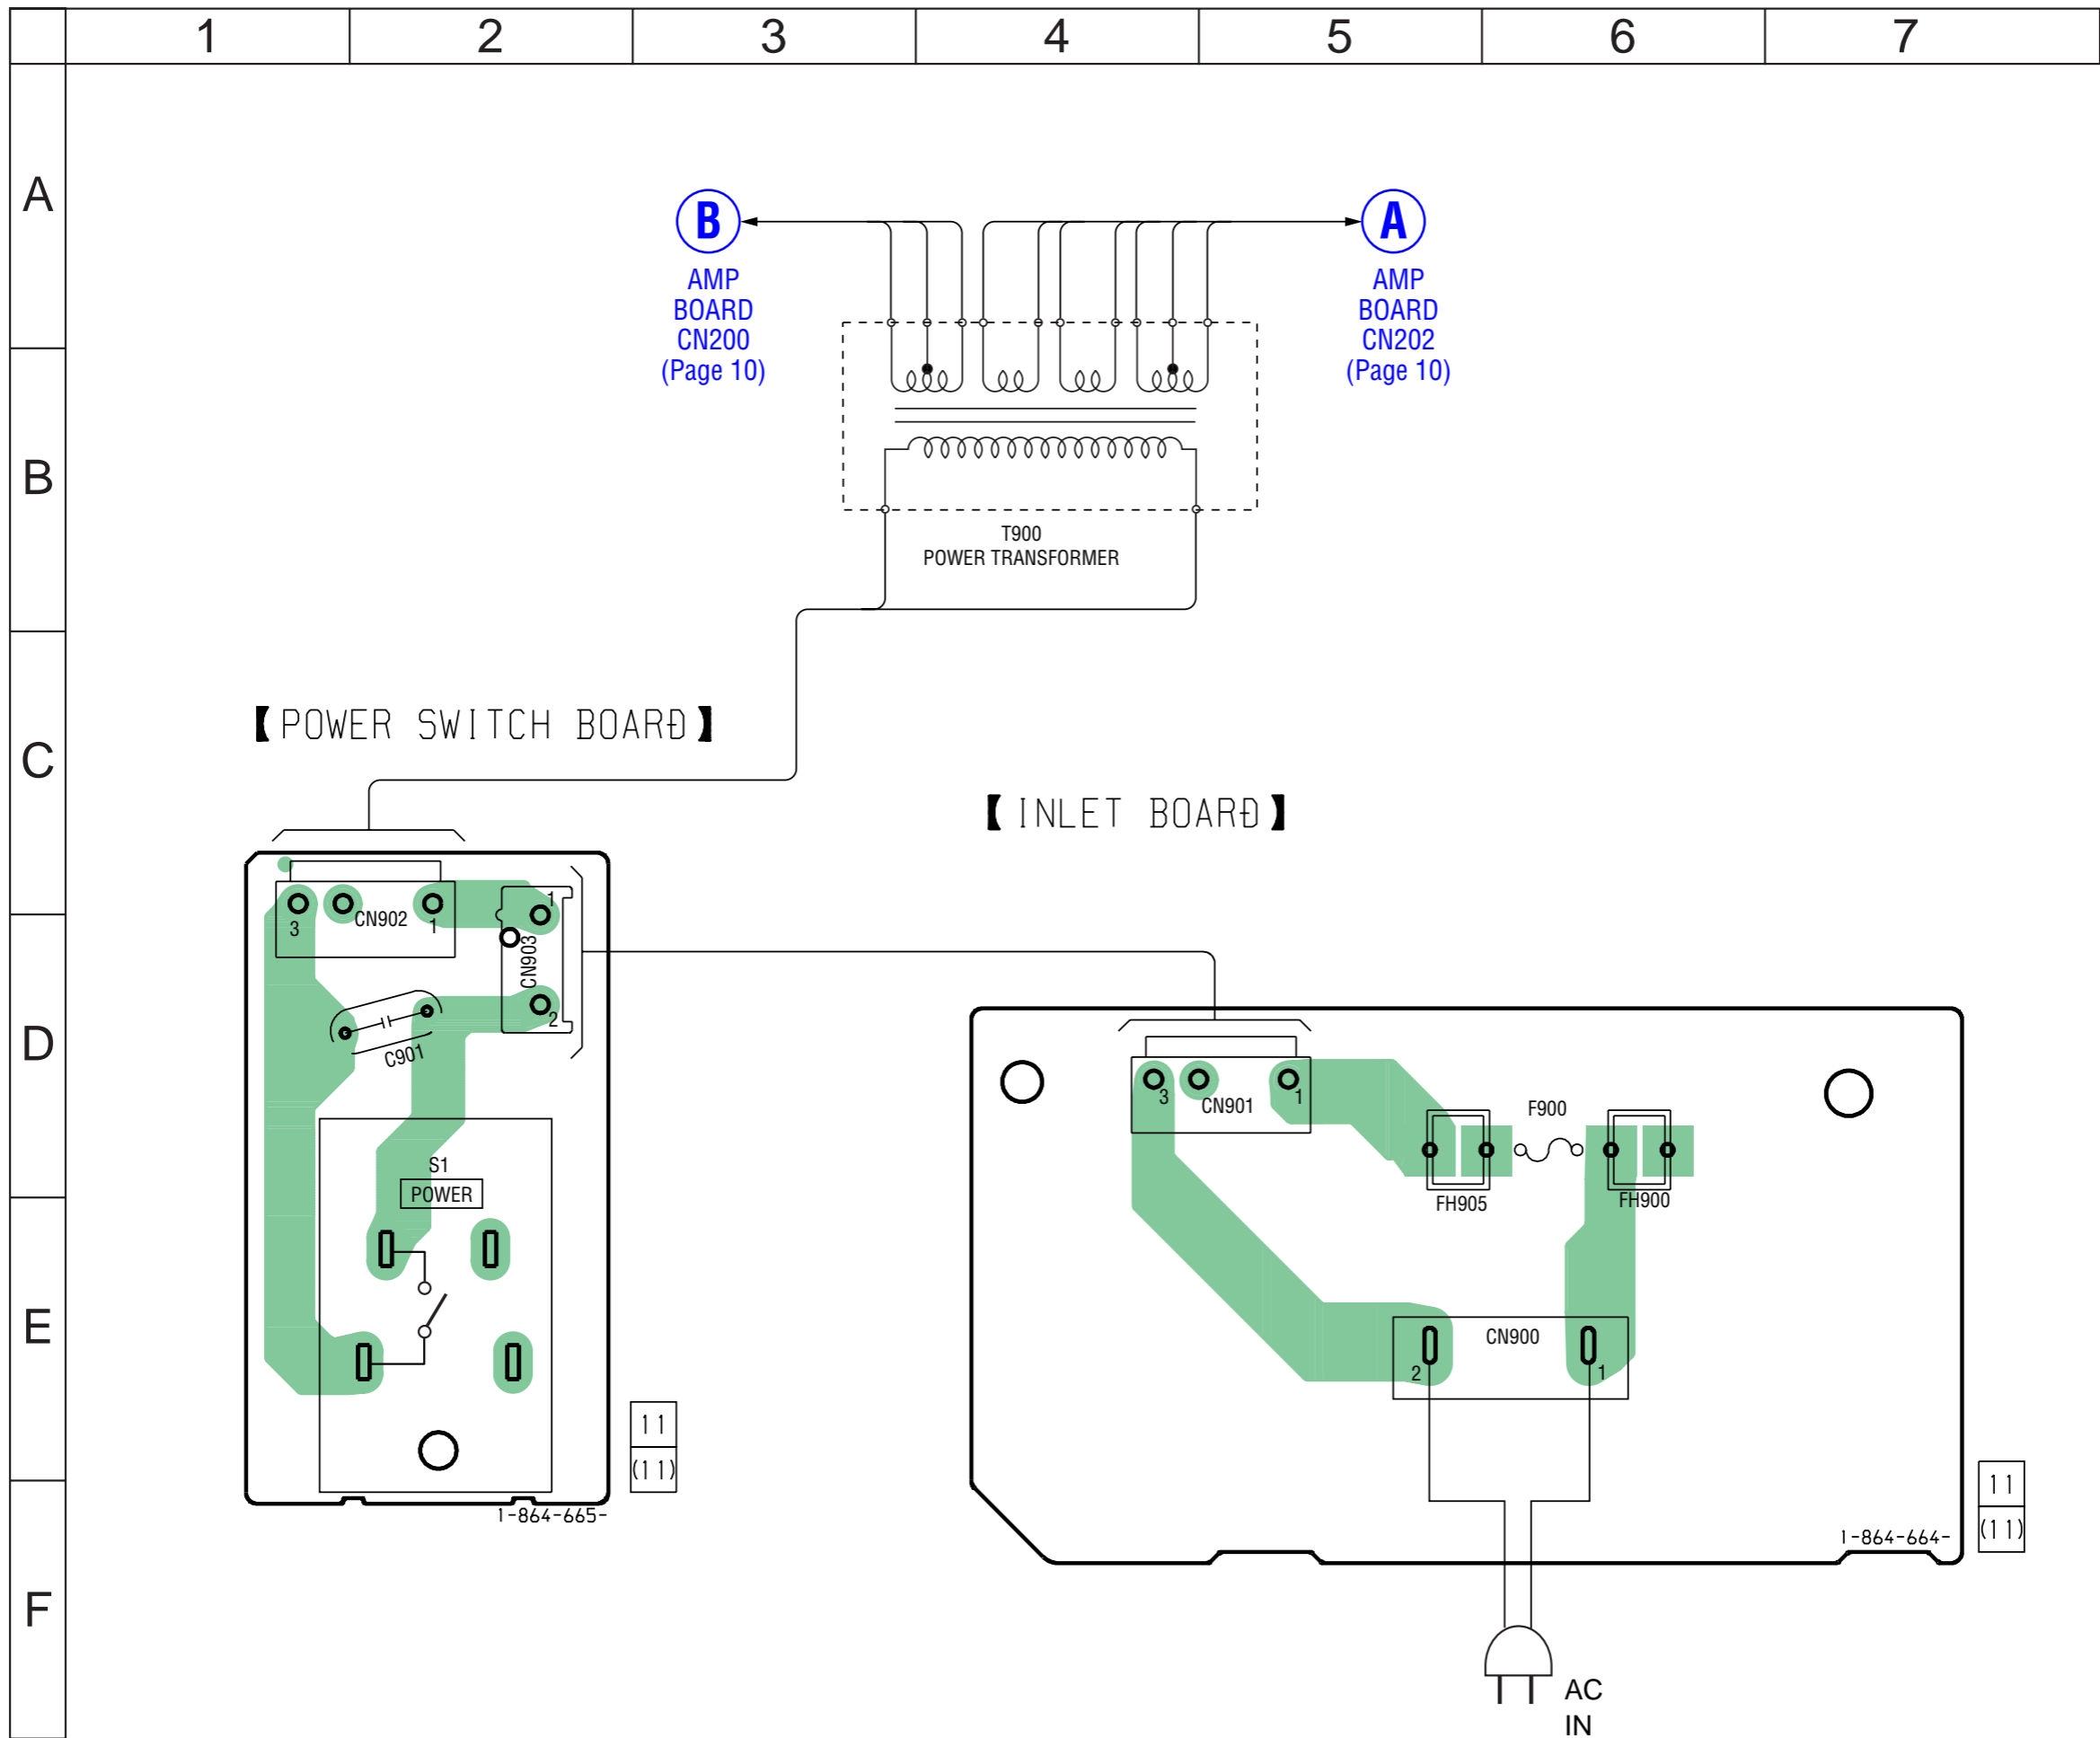 1 2 3 4 5 6 7
A
B
C
D
E
F
B
AMP
BOARD
CN200
(Page 10)
A
AMP
BOARD
CN202
(Page 10)
T900
POWER TRANSFORMER
【POWER SWITCH BOARD】
3
CN902
1
1
CN903
2
C901
S1
POWER
11
(11)
1-864-665-
【INLET BOARD】
3
CN901
1
F900
FH905
FH900
CN900
2
1
11
(11)
1-864-664-
AC
IN